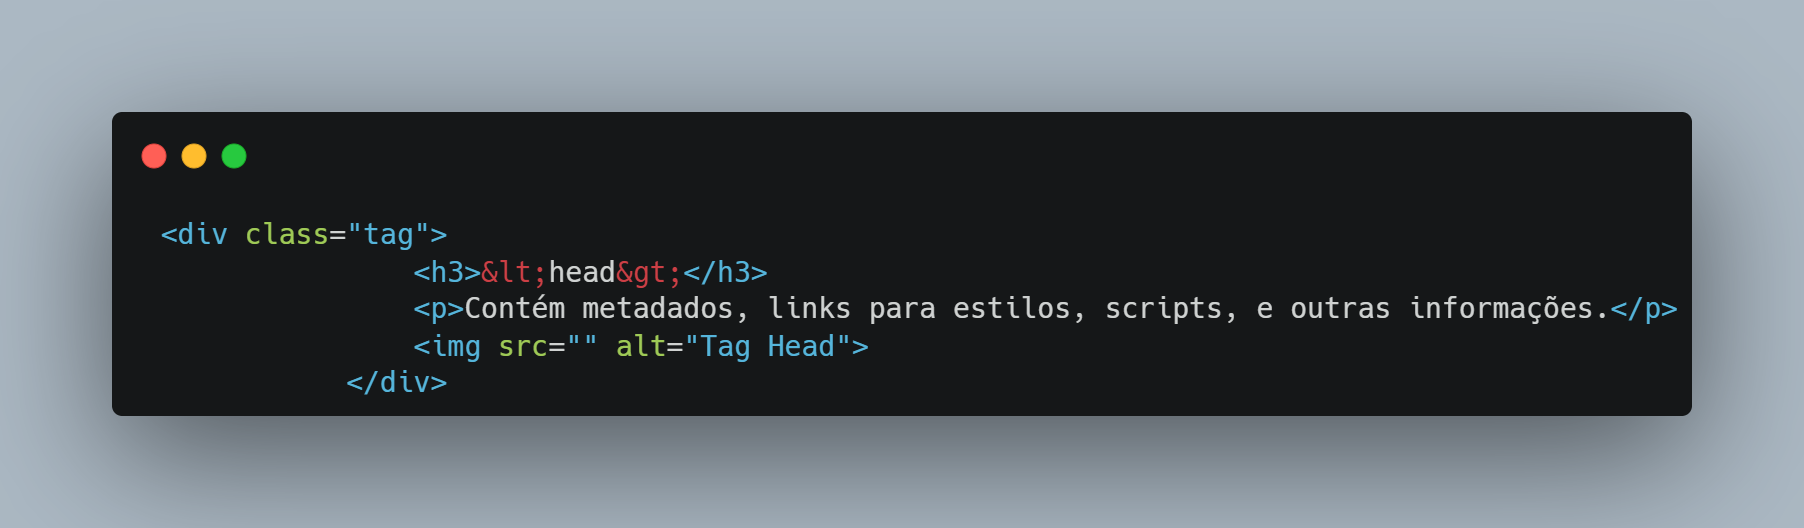 <div class="tag">
<h3>&lt;head&gt;</h3>
<p>Contém metadados, links para estilos, scripts, e outras informações.</p>
<img src="" alt="Tag Head">
</div>